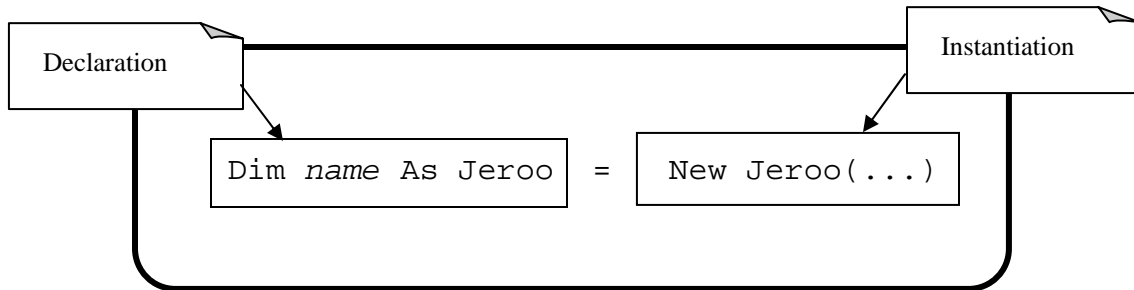 Declaration
Instantiation
Dim name As Jeroo = New Jeroo(...)